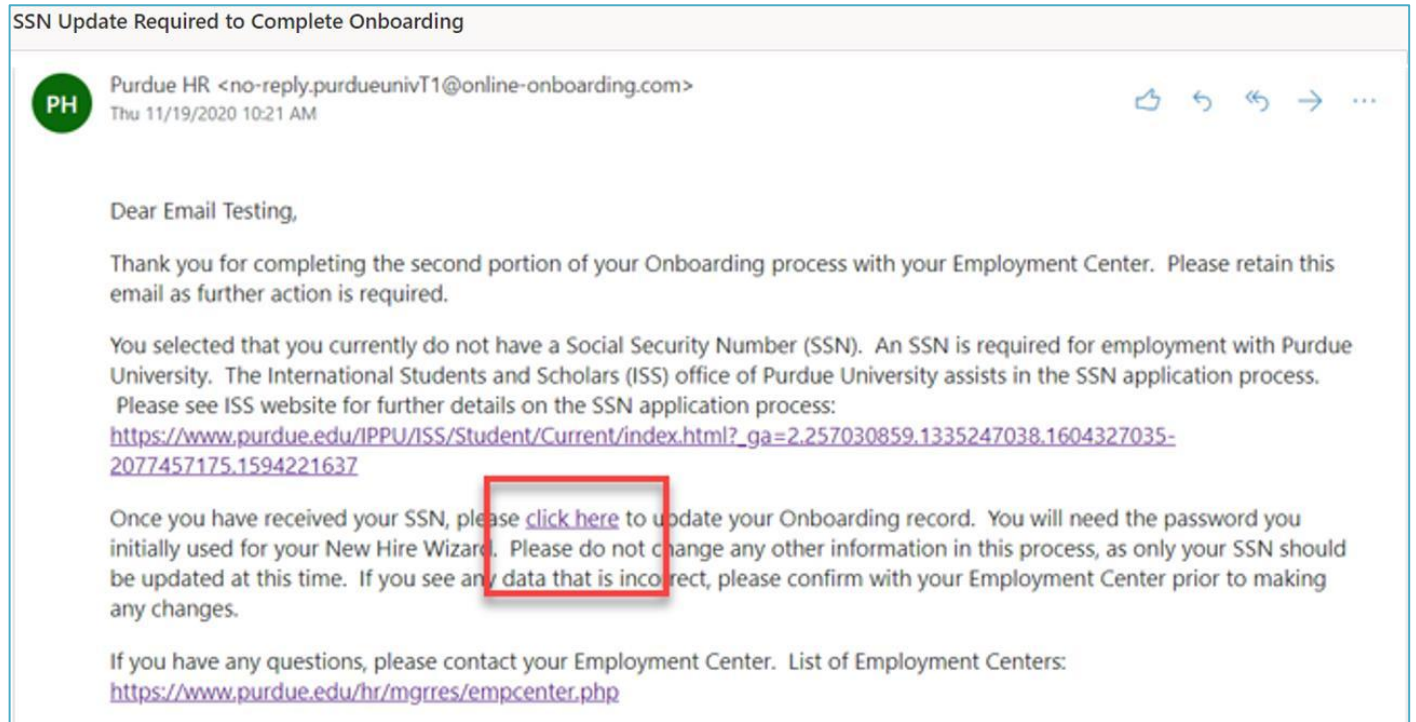 SSN Update Required to Complete Onboarding
PH
Purdue HR <no-reply.purdueunivT1@online-onboarding.com>
Thu 11/19/2020 10:21 AM
Dear Email Testing,
Thank you for completing the second portion of your Onboarding process with your Employment Center. Please retain this
email as further action is required.
You selected that you currently do not have a Social Security Number (SSN). An SSN is required for employment with Purdue
University. The International Students and Scholars (ISS) office of Purdue University assists in the SSN application process.
Please see ISS website for further details on the SSN application process:
https://www.purdue.edu/IPPU/ISS/Student/Current/index.html?_ga=2.257030859.1335247038.1604327035-
2077457175.1594221637
Once you have received your SSN, please click here to update your Onboarding record. You will need the password you
initially used for your New Hire Wizard. Please do not change any other information in this process, as only your SSN should
be updated at this time. If you see any data that is incorrect, please confirm with your Employment Center prior to making
any changes.
If you have any questions, please contact your Employment Center. List of Employment Centers:
https://www.purdue.edu/hr/mgrres/empcenter.php